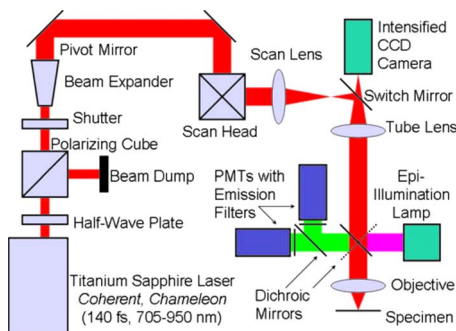 Pivot Mirror
Beam Expander
Shutter
Polarizing Cube
Beam Dump
Half-Wave Plate
Titanium Sapphire Laser
Coherent, Chameleon
(140 fs, 705-950 nm)
Scan Lens
Scan Head
Intensified
CCD
Camera
Switch Mirror
Tube Lens
PMTs with
Emission
Filters
Epi-
Illumination
Lamp
Dichroic
Mirrors
Objective
Specimen